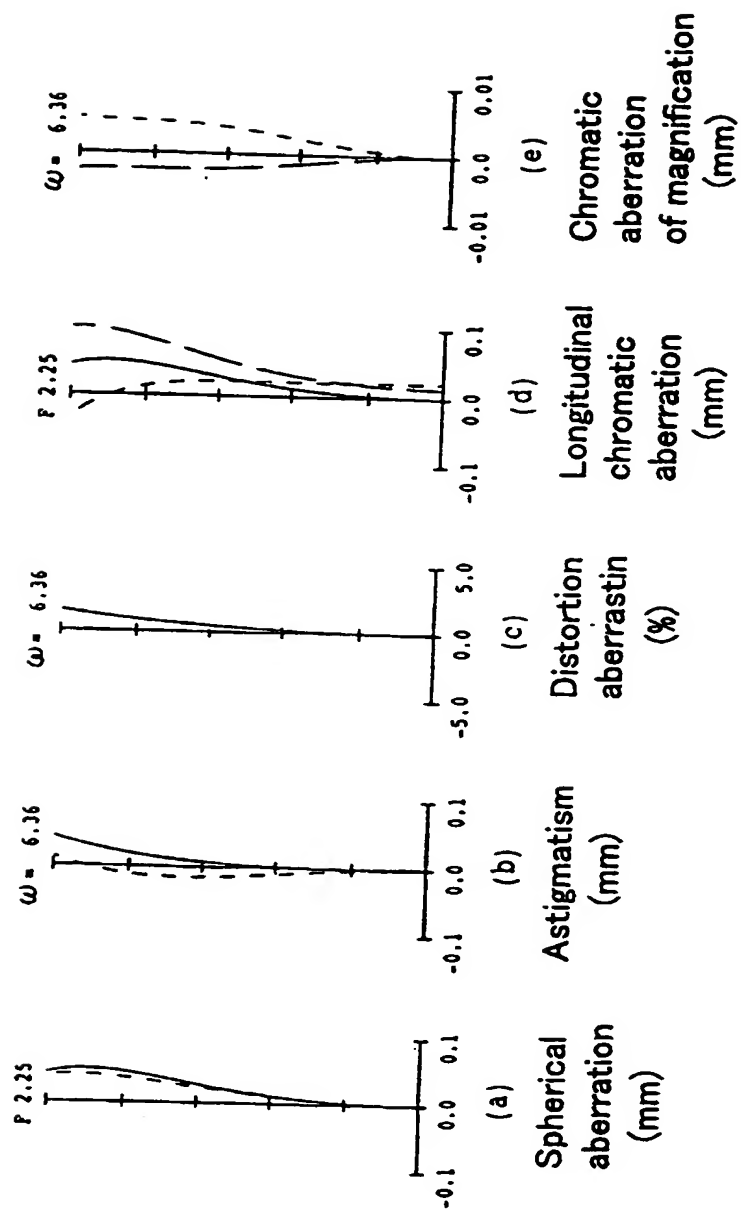 F 2.25
-0.1 0.0 0.1
(a)
Spherical
aberration
(mm)
ω= 6.36
-0.1 0.0 0.1
(b)
Astigmatism
(mm)
ω= 6.36
-5.0 0.0 5.0
(c)
Distortion
aberrastin
(%)
F 2.25
-0.1 0.0 0.1
(d)
Longitudinal
chromatic
aberration
(mm)
ω= 6.36
-0.01 0.0 0.01
(e)
Chromatic
aberration
of magnification
(mm)